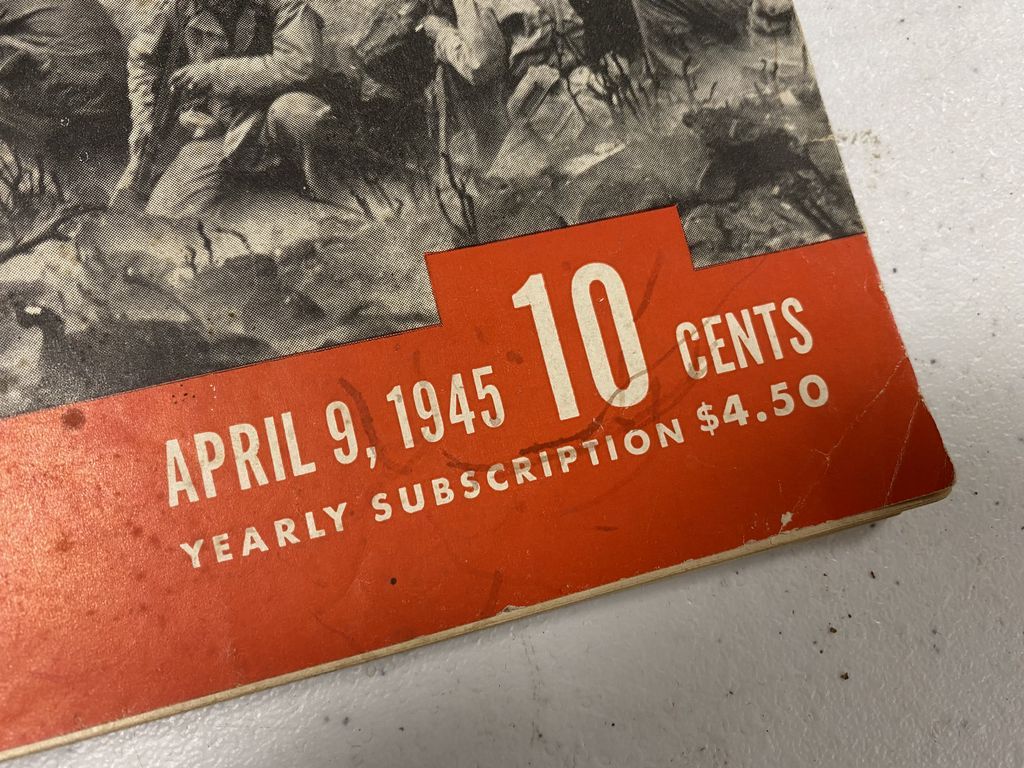 APRIL 9, 1945 10 CENTS
YEARLY SUBSCRIPTION $4.50